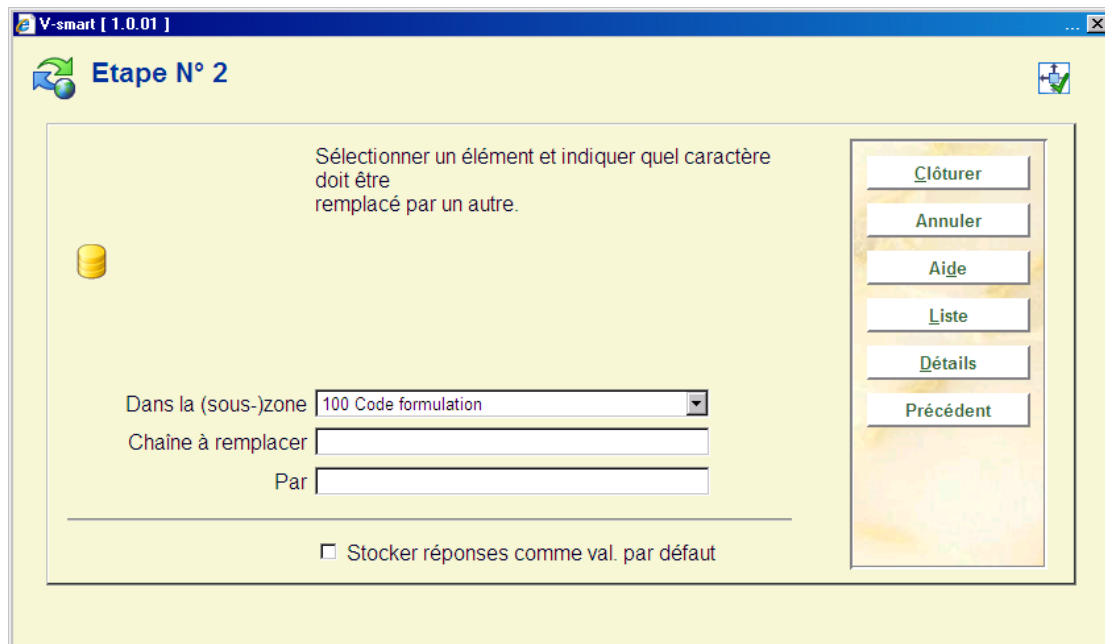 V-smart [ 1.0.01 ]
...
Etape N° 2
Sélectionner un élément et indiquer quel caractère
doit être
remplacé par un autre.
Clôturer
Annuler
Aide
Liste
Détails
Précédent
Dans la (sous-)zone 100 Code formulation
Chaîne à remplacer
Par
Stocker réponses comme val. par défaut